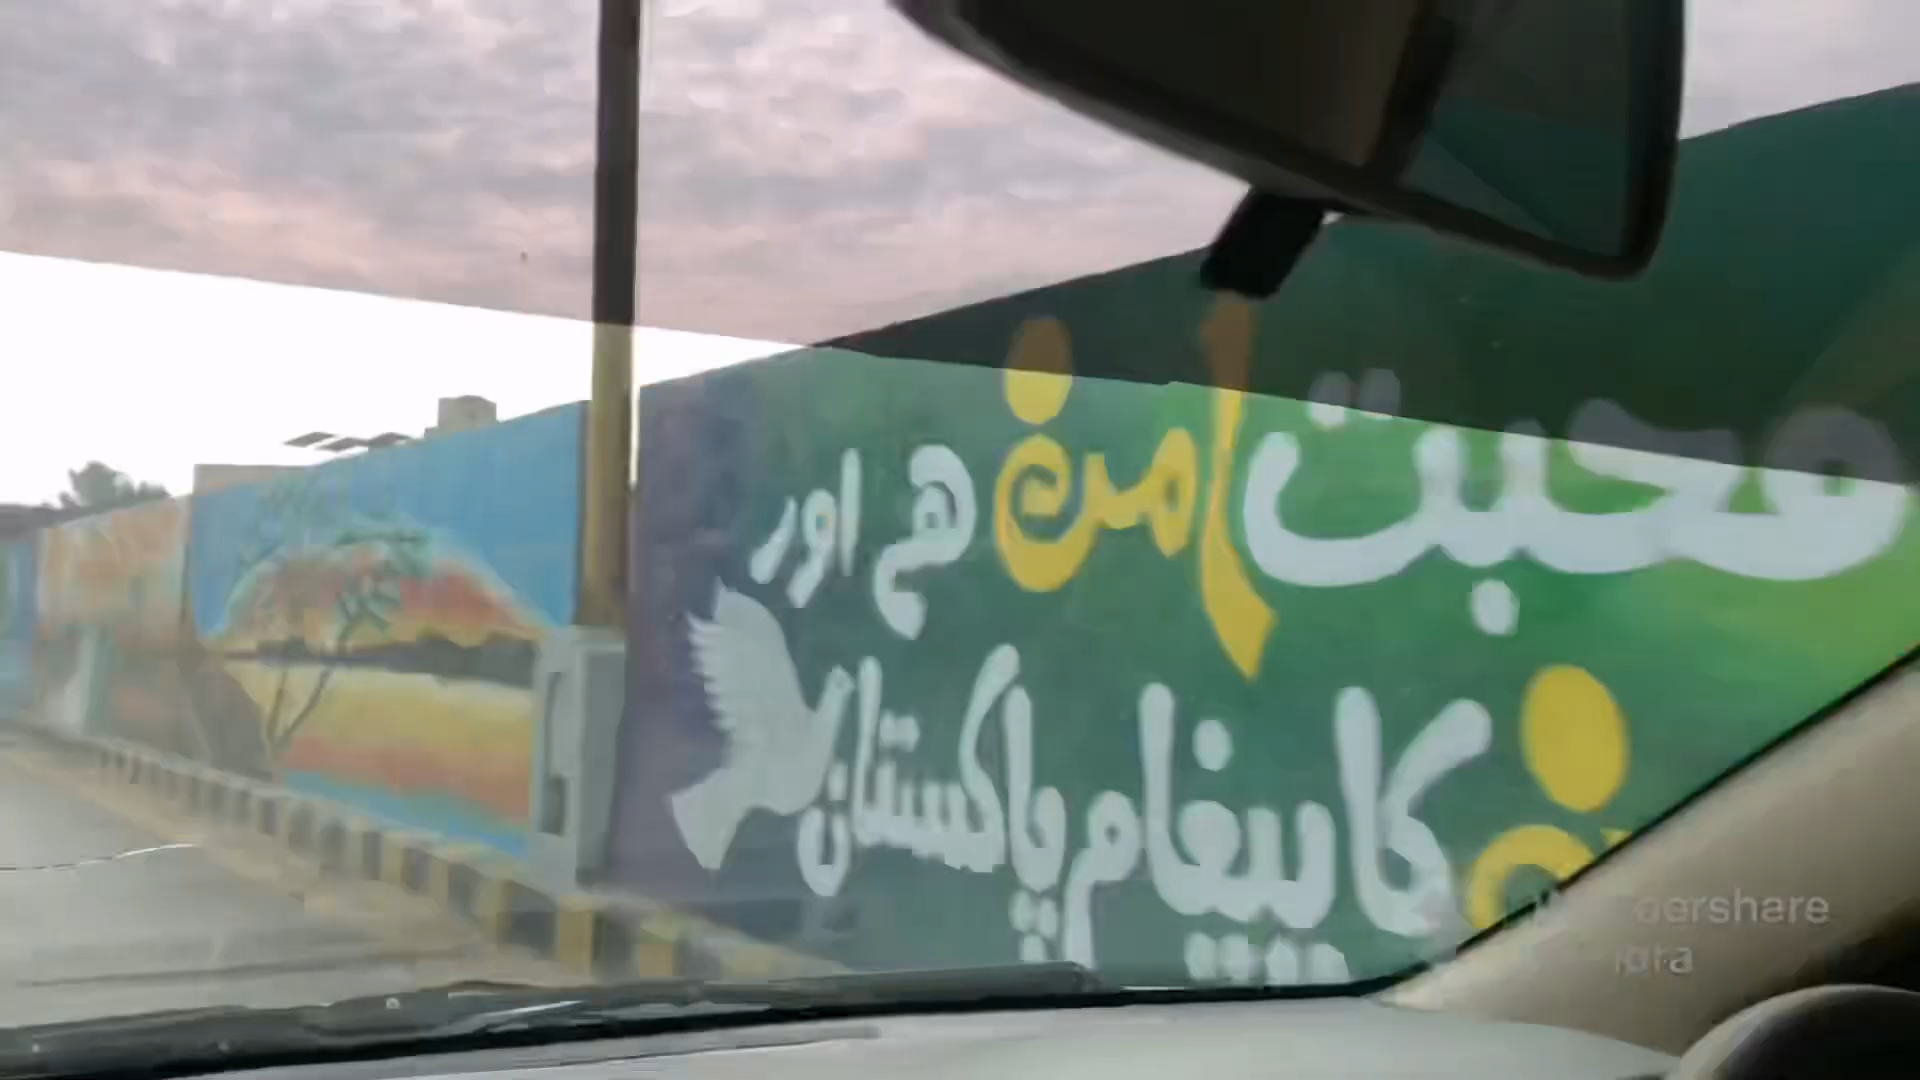 محبت امن ہے اور
کا پیغام پاکستان